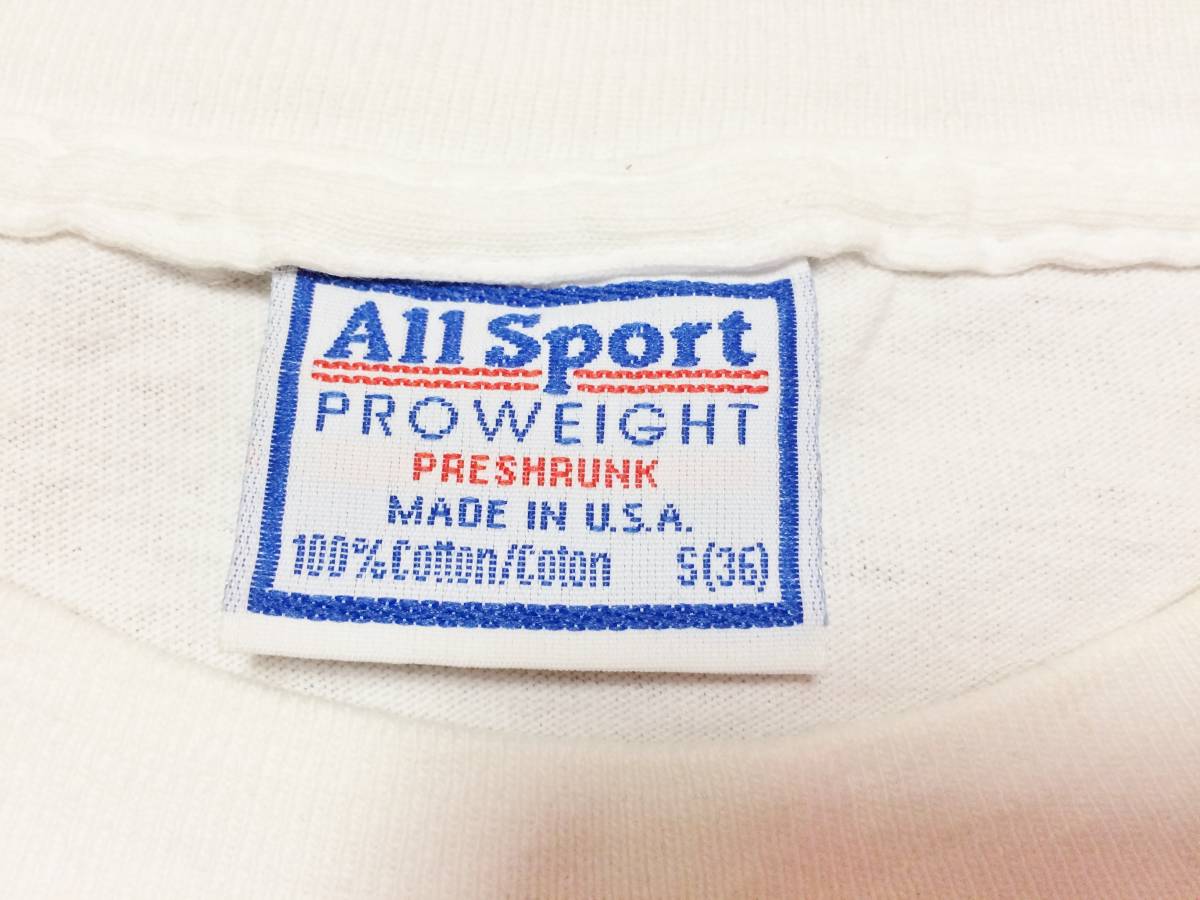 All Sport
PROWEIGHT
PRESHRUNK
MADE IN U.S.A.
100% Cotton/Coton S(36)